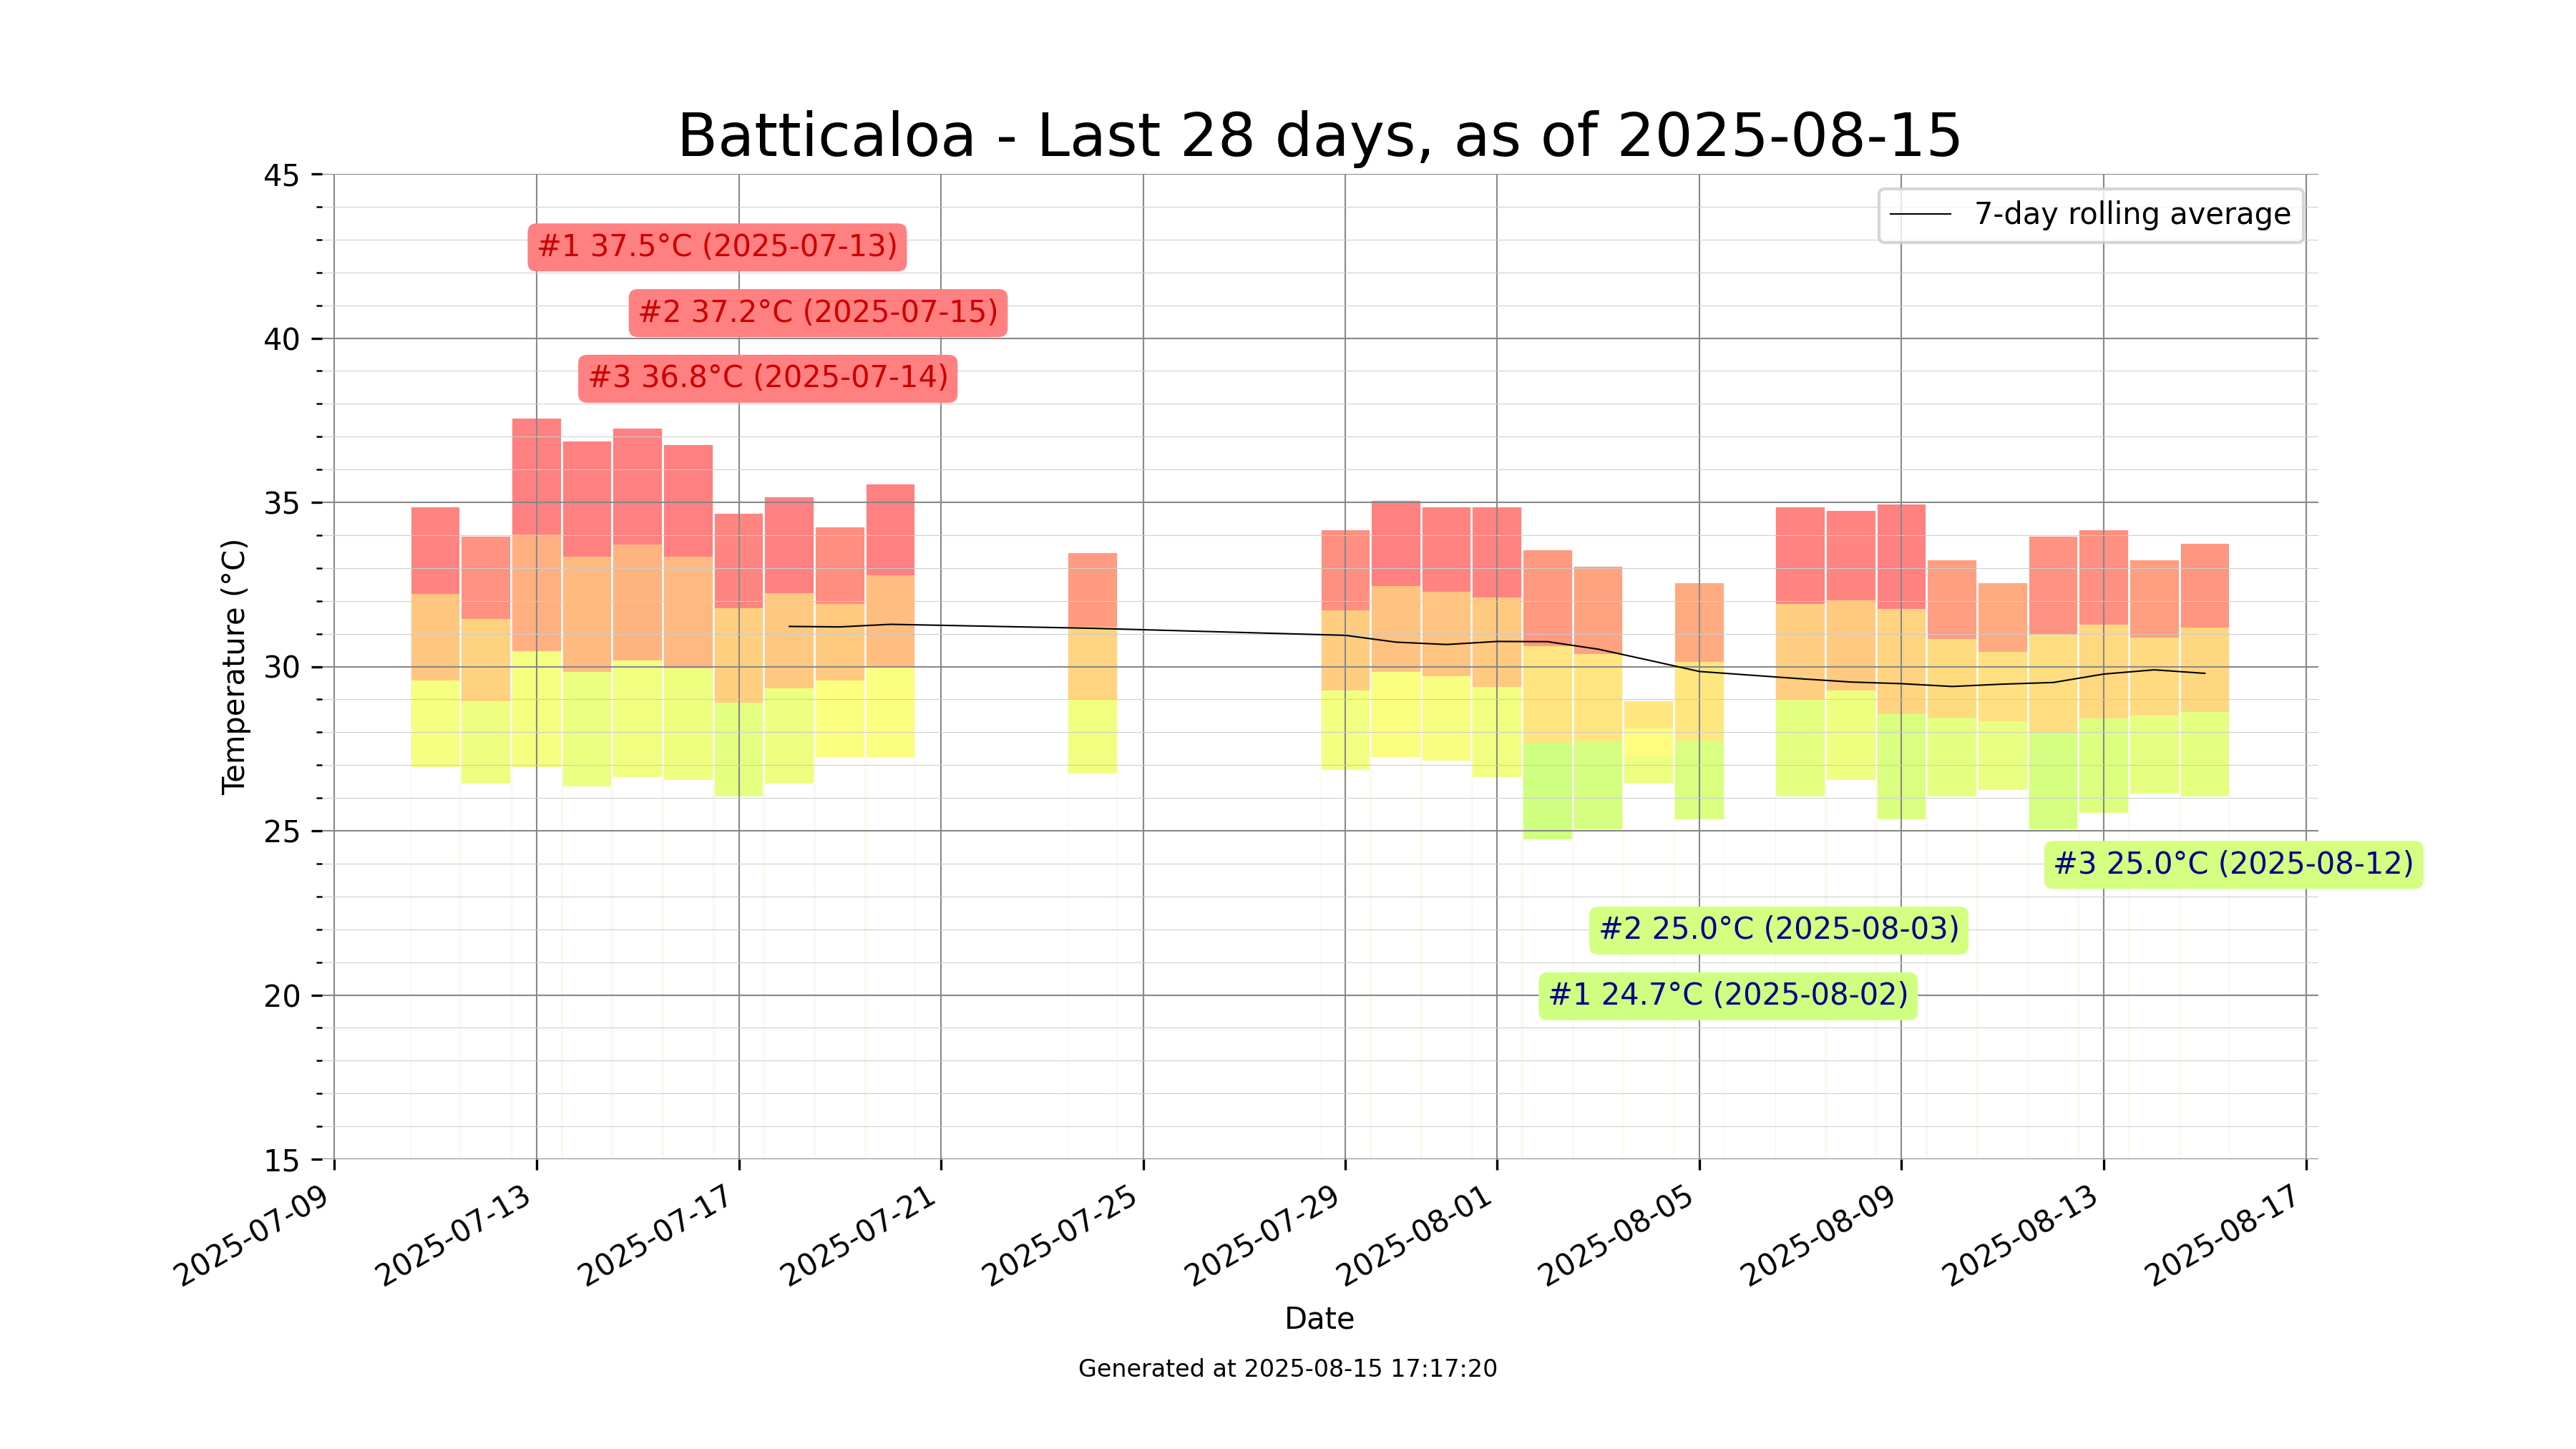 Batticaloa - Last 28 days, as of 2025-08-15
7-day rolling average
#1 37.5°C (2025-07-13)
#2 37.2°C (2025-07-15)
#3 36.8°C (2025-07-14)
#3 25.0°C (2025-08-12)
#2 25.0°C (2025-08-03)
#1 24.7°C (2025-08-02)
Temperature (°C)
45
40
35
30
25
20
15
2025-07-09
2025-07-13
2025-07-17
2025-07-21
2025-07-25
2025-07-29
2025-08-01
2025-08-05
2025-08-09
2025-08-13
2025-08-17
Date
Generated at 2025-08-15 17:17:20